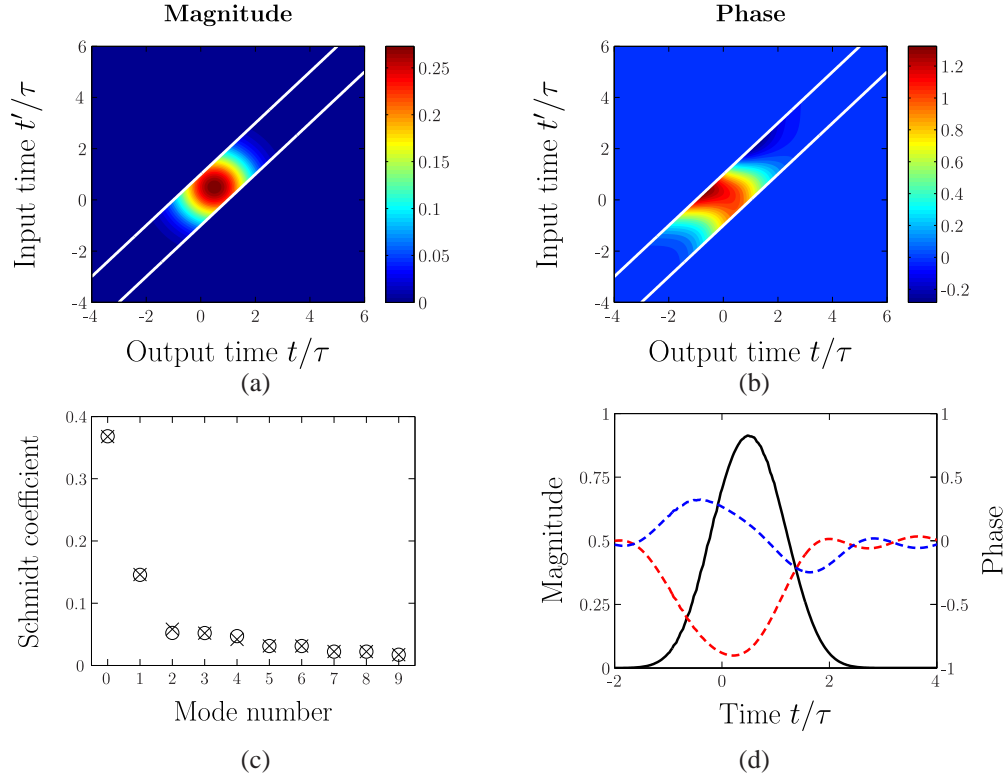 Magnitude
Phase
6
4
2
0
-2
-4
-4 -2 0 2 4 6
Input time t′/τ
Output time t/τ
0.25
0.2
0.15
0.1
0.05
0
(a)
6
4
2
0
-2
-4
-4 -2 0 2 4 6
Input time t′/τ
Output time t/τ
1.2
1
0.8
0.6
0.4
0.2
0
-0.2
(b)
0.4
0.3
0.2
0.1
0
0 1 2 3 4 5 6 7 8 9
Schmidt coefficient
Mode number
(c)
1
0.75
0.5
0.25
0
-2 0 2 4
Magnitude
Time t/τ
1
0.5
0
-0.5
-1
Phase
(d)